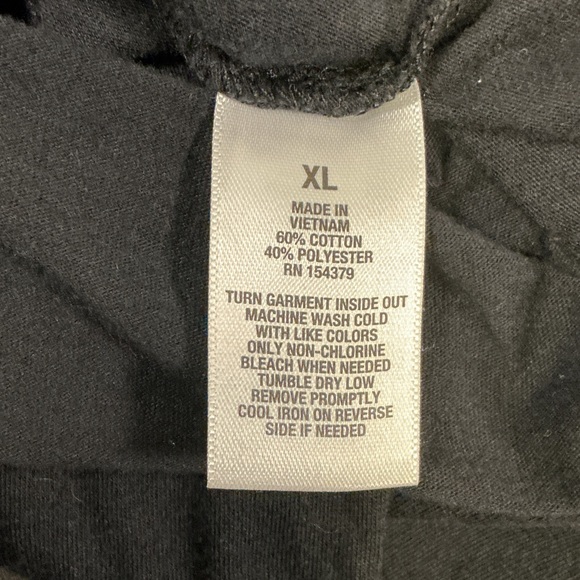 XL
MADE IN
VIETNAM
60% COTTON
40% POLYESTER
RN 154379
TURN GARMENT INSIDE OUT
MACHINE WASH COLD
WITH LIKE COLORS
ONLY NON-CHLORINE
BLEACH WHEN NEEDED
TUMBLE DRY LOW
REMOVE PROMPTLY
COOL IRON ON REVERSE
SIDE IF NEEDED